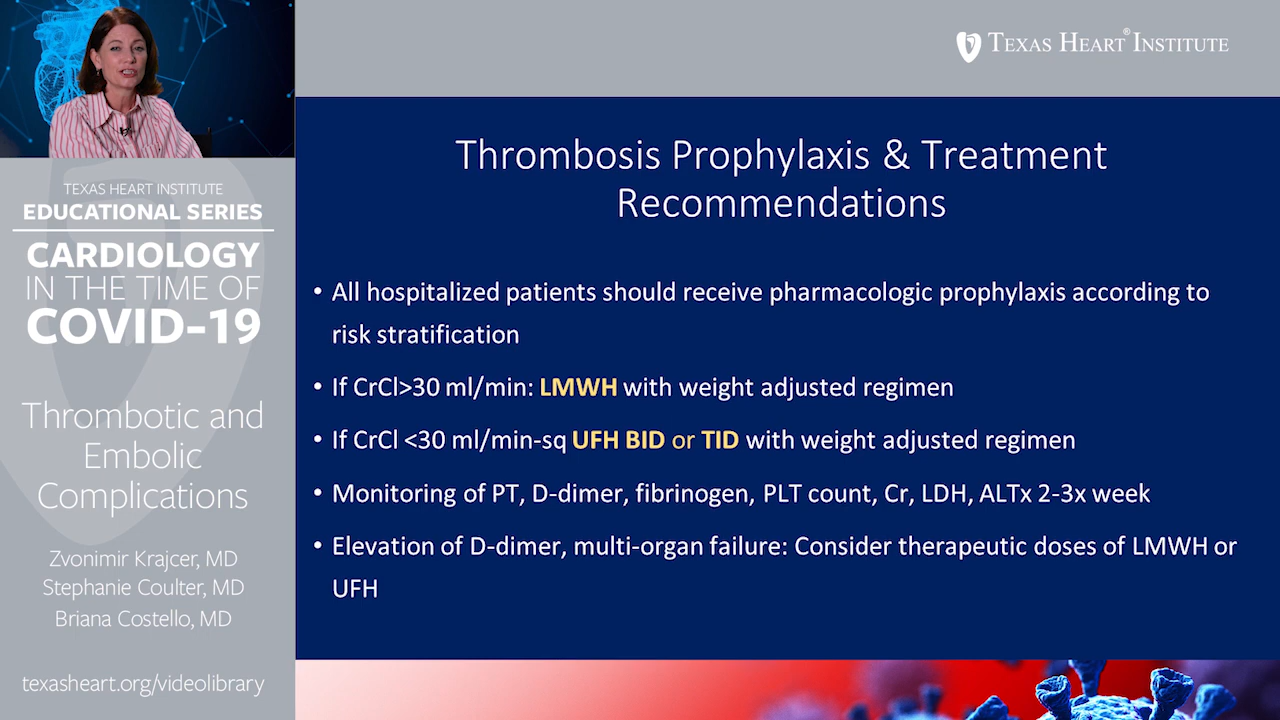 TEXAS HEART® INSTITUTE
TEXAS HEART INSTITUTE
EDUCATIONAL SERIES
CARDIOLOGY
IN THE TIME OF
COVID-19
Thrombotic and
Embolic
Complications
Zvonimir Krajcer, MD
Stephanie Coulter, MD
Briana Costello, MD
texasheart.org/videolibrary
Thrombosis Prophylaxis & Treatment
Recommendations
• All hospitalized patients should receive pharmacologic prophylaxis according to
risk stratification
• If CrCl>30 ml/min: LMWH with weight adjusted regimen
• If CrCl <30 ml/min-sq UFH BID or TID with weight adjusted regimen
• Monitoring of PT, D-dimer, fibrinogen, PLT count, Cr, LDH, ALTx 2-3x week
• Elevation of D-dimer, multi-organ failure: Consider therapeutic doses of LMWH or
UFH